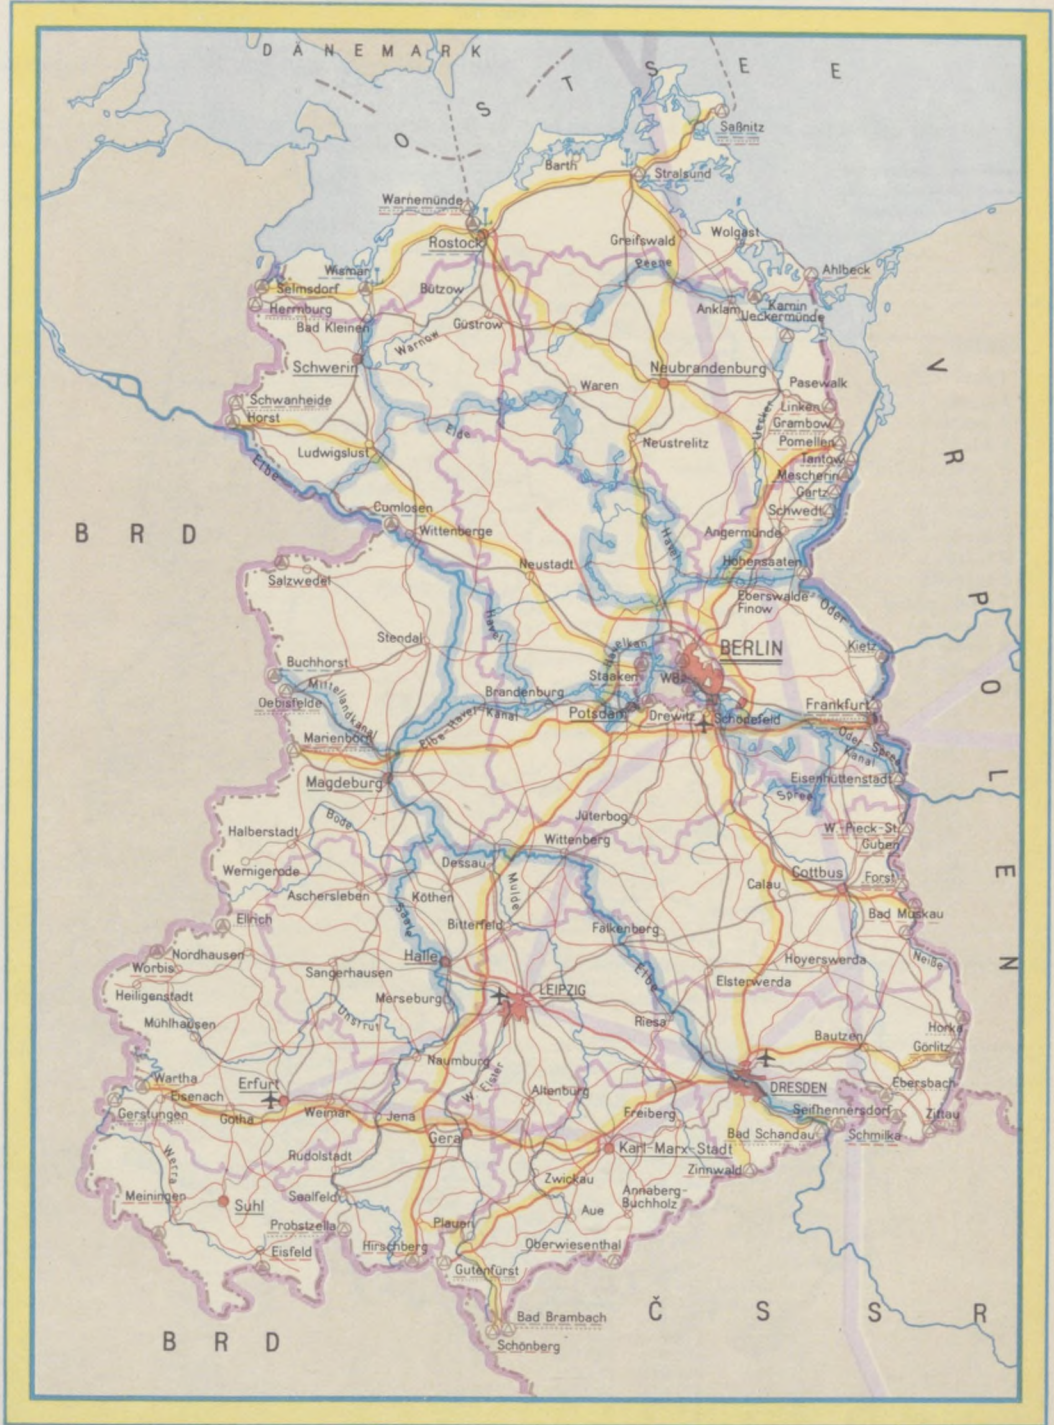 DÄNEMARK
OSTSEE
Saßnitz
Barth
Stralsund
Warnemünde
Rostock
Greifswald
Wolgast
Wismar
Peene
Ahlbeck
Selmsdorf
Herrnburg
Bützow
Anklam
Kamin
Ueckermünde
Bad Kleinen
Güstrow
Warnow
Schwerin
Neubrandenburg
Waren
Pasewalk
Schwanheide
Linken
Horst
Grambow
Elde
Uecker
Neustrelitz
Pomellen
Ludwigslust
Tantow
Elbe
Mescherin
Gartz
Cumlosen
Schwedt
BRD
Wittenberge
Angermünde
Havel
Hohensaaten
Neustadt
Salzwedel
Eberswalde
Finow
Oder
VR POLEN
Havel
Stendal
Havelkan.
BERLIN
Kietz
Buchhorst
Staaken
WB
Mittellandkanal
Oebisfelde
Brandenburg
Potsdam
Drewitz
Schönefeld
Frankfurt
Elbe-Havel-Kanal
Marienborn
Oder-Spree
Kanal
Magdeburg
Eisenhüttenstadt
Spree
Bode
Jüterbog
Halberstadt
W.-Pieck-St.
Guben
Wittenberg
Wernigerode
Dessau
Cottbus
Forst
Mulde
Calau
Aschersleben
Köthen
Saale
Bad Muskau
Ellrich
Bitterfeld
Falkenberg
Nordhausen
Halle
Hoyerswerda
Neiße
Worbis
Sangerhausen
Elbe
Elsterwerda
Heiligenstadt
Merseburg
LEIPZIG
Unstrut
Riesa
Mühlhausen
Horka
Bautzen
Görlitz
Naumburg
Wartha
Erfurt
W. Elster
Altenburg
DRESDEN
Ebersbach
Eisenach
Gerstungen
Gotha
Weimar
Jena
Freiberg
Seifhennersdorf
Zittau
Gera
Bad Schandau
Schmilka
Karl-Marx-Stadt
Rudolstadt
Werra
Zinnwald
Zwickau
Meiningen
Saalfeld
Annaberg-
Buchholz
Suhl
Aue
Probstzella
Plauen
Eisfeld
Hirschberg
Oberwiesenthal
Gutenfürst
BRD
ČSSR
Bad Brambach
Schönberg